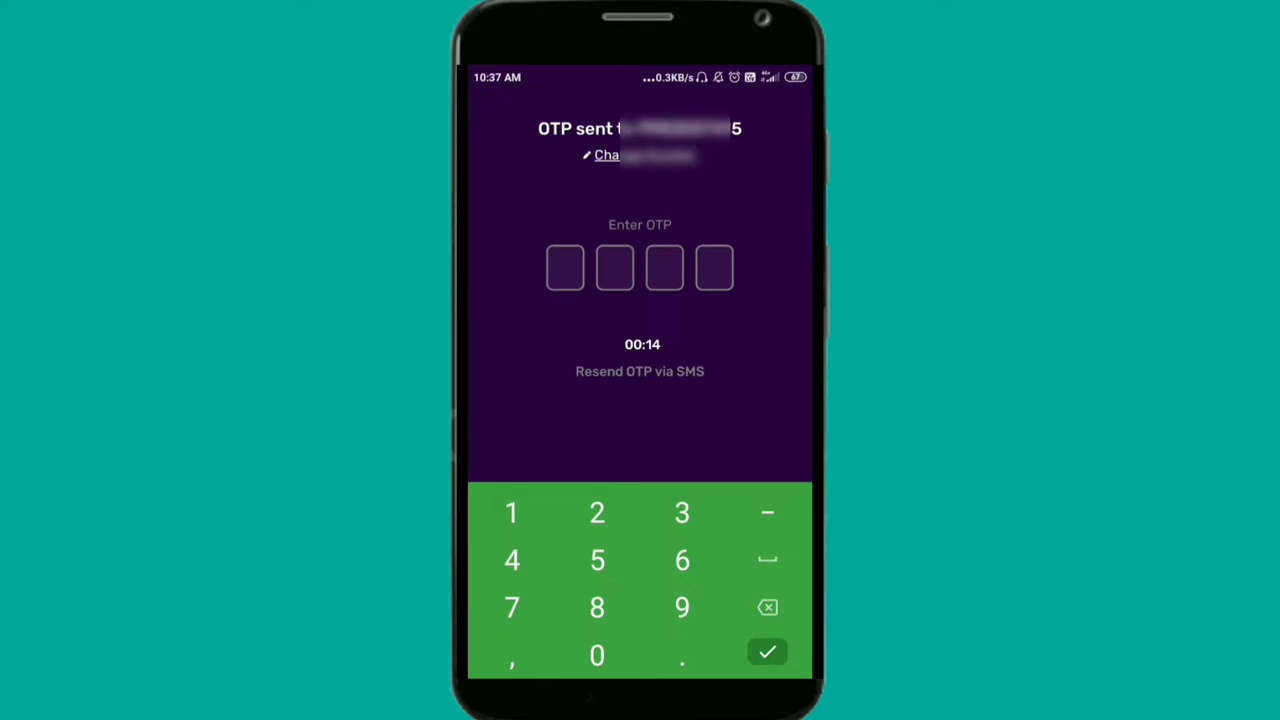 10:37 AM
...0.3KB/s
67
OTP sent 5
Enter OTP
00:14
Resend OTP via SMS
1 2 3 –
4 5 6
7 8 9
, 0 .